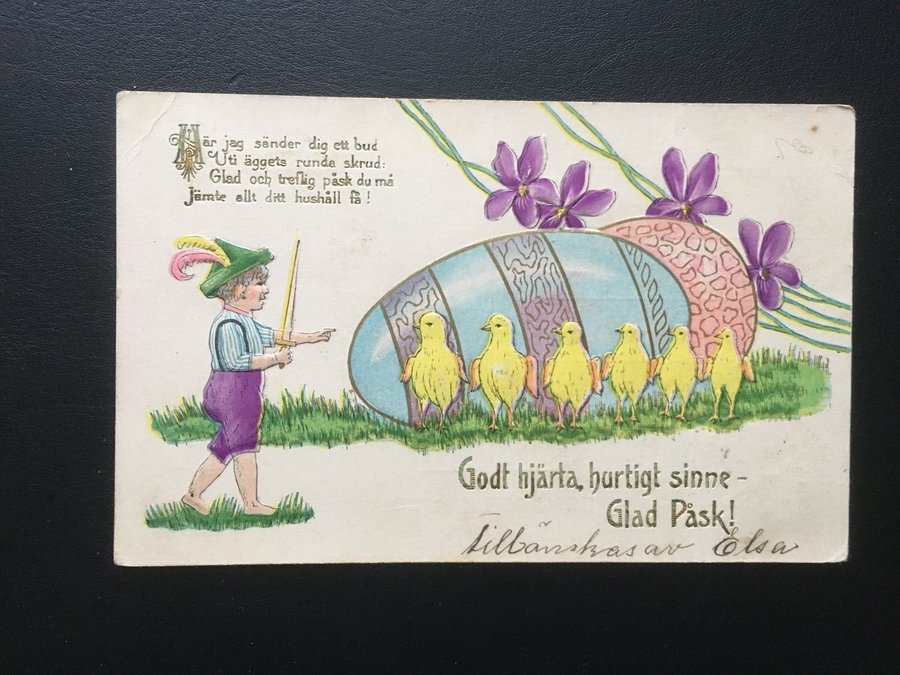 Här jag sänder dig ett bud
Uti äggets runda skrud:
Glad och treflig påsk du må
Jämte allt ditt hushåll få!
Godt hjärta, hurtigt sinne –
Glad Påsk!
tillönskas av Elsa